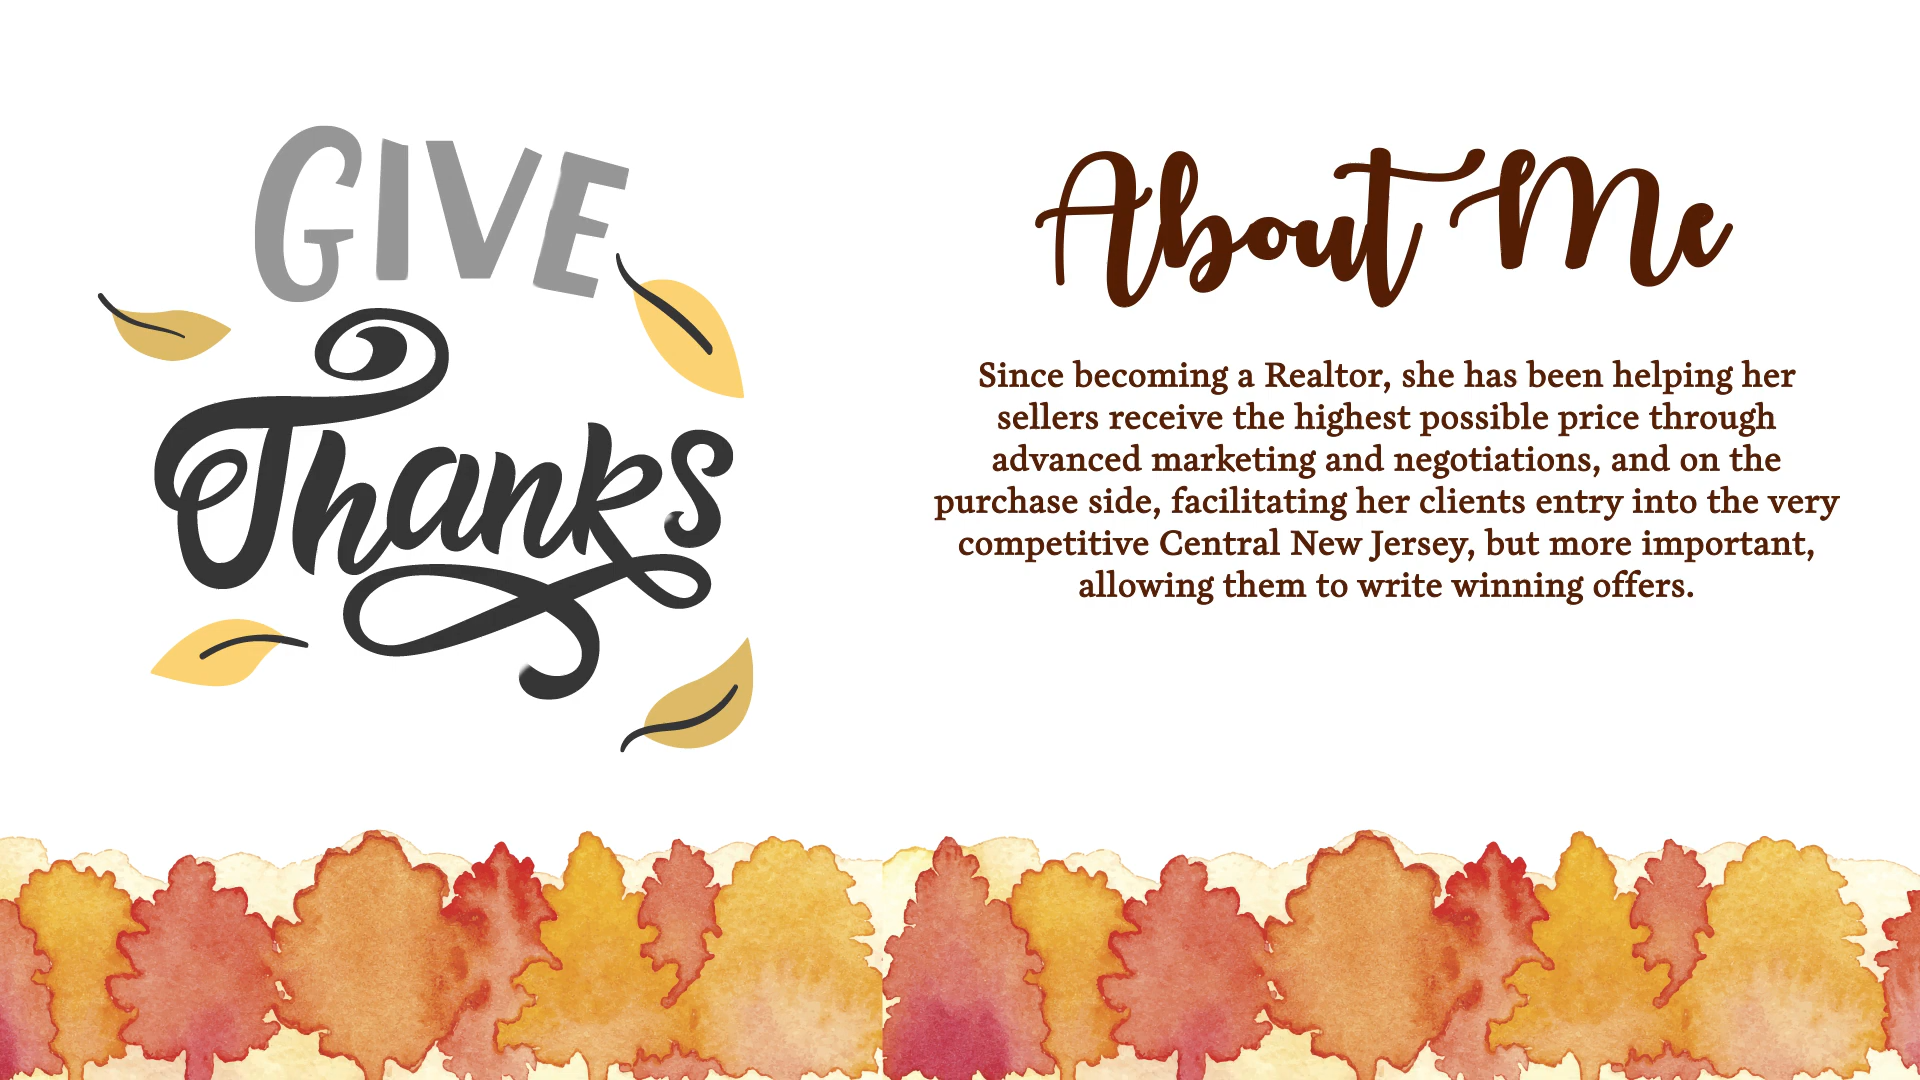 GIVE
Thanks
About Me
Since becoming a Realtor, she has been helping her
sellers receive the highest possible price through
advanced marketing and negotiations, and on the
purchase side, facilitating her clients entry into the very
competitive Central New Jersey, but more important,
allowing them to write winning offers.